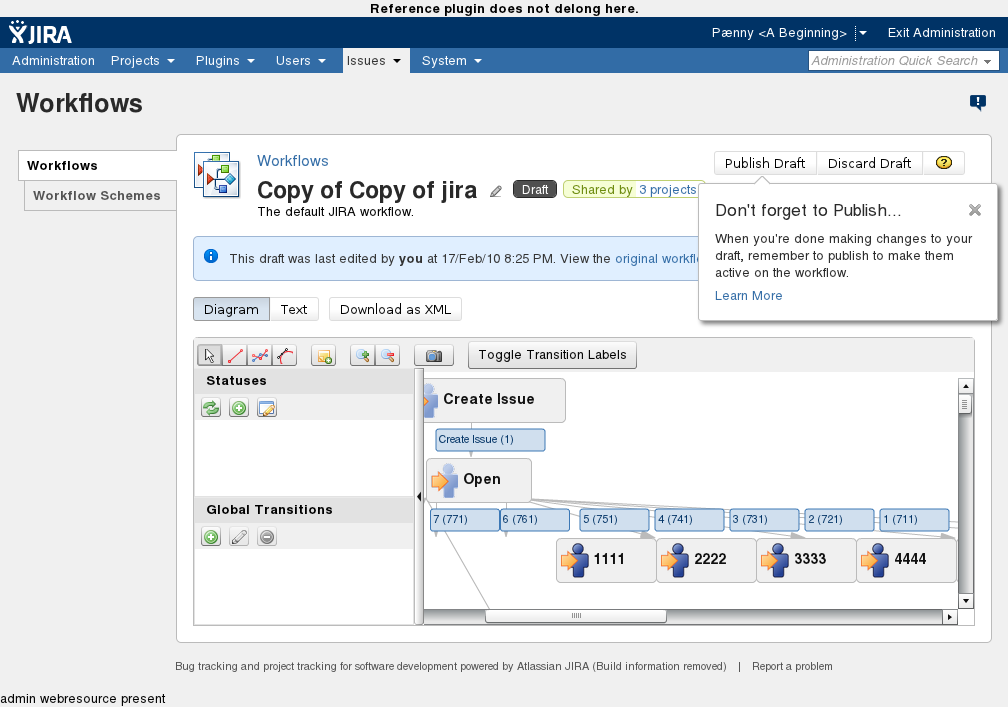 Reference plugin does not delong here.
JIRA
Pænny <A Beginning>
Exit Administration
Administration
Projects
Plugins
Users
Issues
System
Administration Quick Search
Workflows
Workflows
Workflow Schemes
Workflows
Publish Draft
Discard Draft
Copy of Copy of jira
Draft
Shared by 3 projects
The default JIRA workflow.
Don't forget to Publish...
When you're done making changes to your
draft, remember to publish to make them
active on the workflow.
Learn More
This draft was last edited by you at 17/Feb/10 8:25 PM. View the original workfl
Diagram
Text
Download as XML
Toggle Transition Labels
Statuses
Global Transitions
Create Issue
Create Issue (1)
Open
7 (771)
6 (761)
5 (751)
4 (741)
3 (731)
2 (721)
1 (711)
1111
2222
3333
4444
Bug tracking and project tracking for software development powered by Atlassian JIRA (Build information removed) | Report a problem
admin webresource present